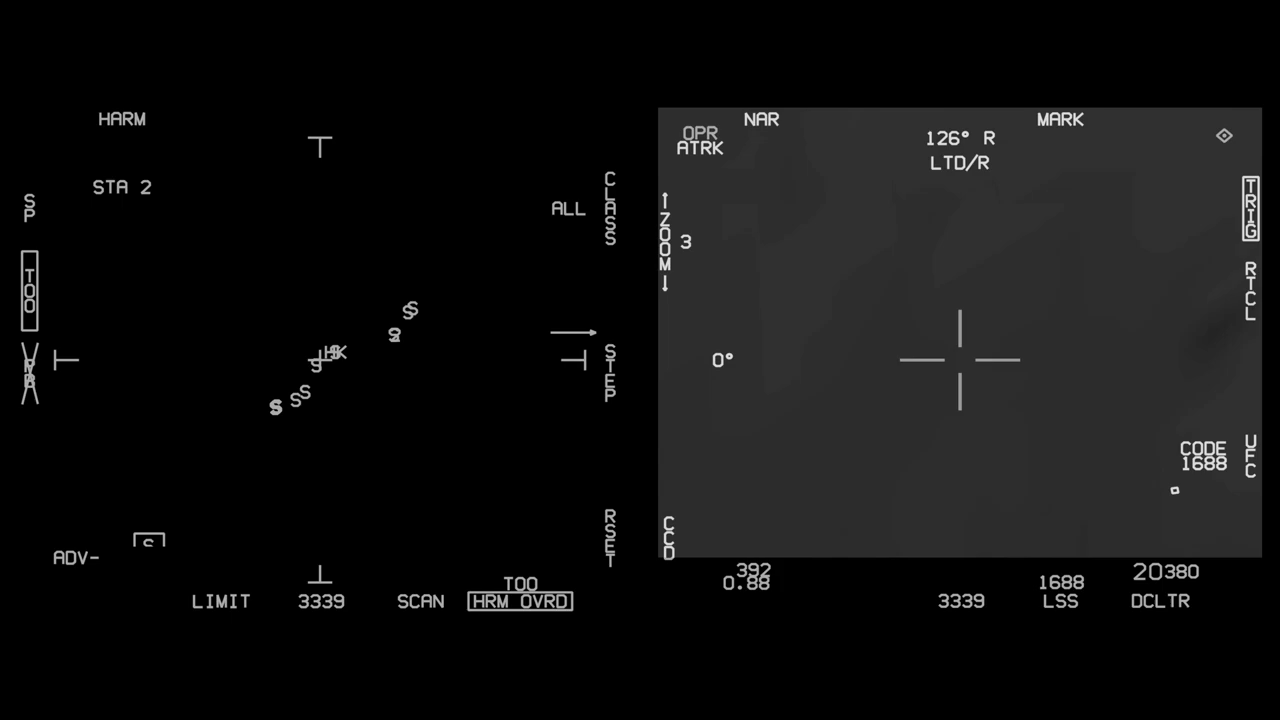 HARM
STA 2
SP
TOO
ALL
CLASS
S
S
2
HK
S
STEP
S
S
S
S
RSET
ADV-
TOO
LIMIT
3339
SCAN
HRM OVRD
NAR
MARK
OPR
ATRK
126° R
LTD/R
TRIG
ZOOM
3
RTCL
0°
CODE
1688
UFC
CCD
392
0.88
20380
1688
3339
LSS
DCLTR